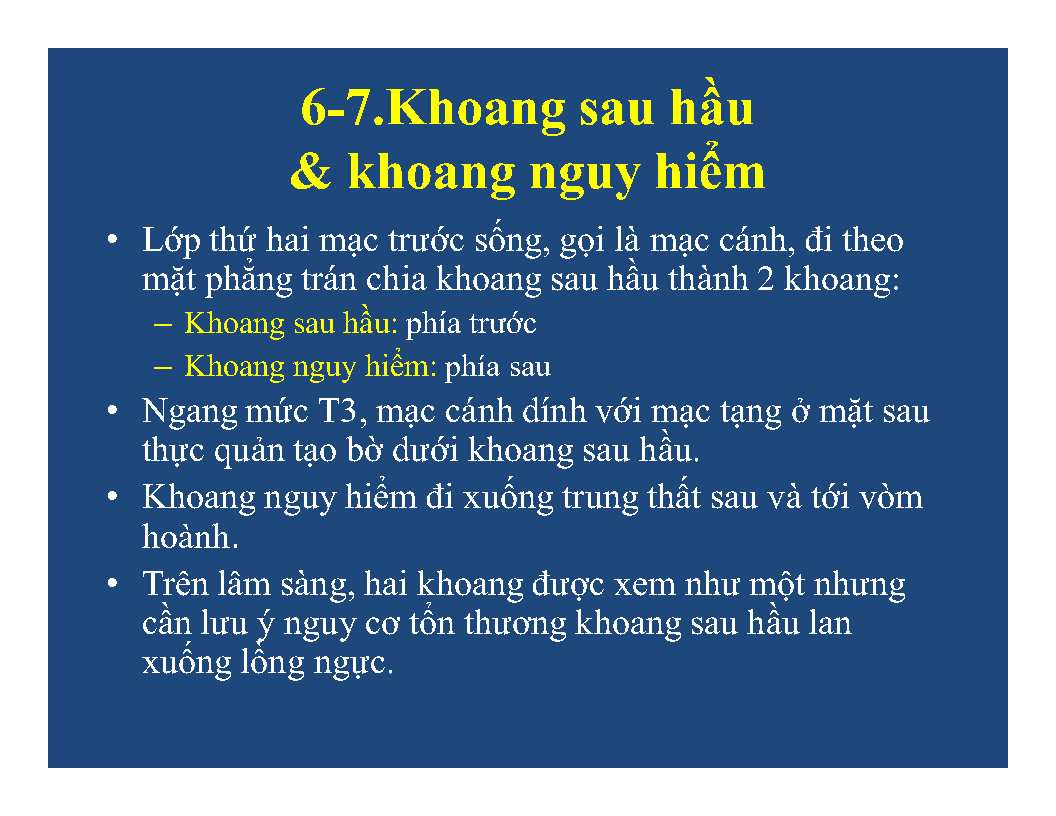 6-7.Khoang sau hầu
& khoang nguy hiểm
• Lớp thứ hai mạc trước sống, gọi là mạc cánh, đi theo
mặt phẳng trán chia khoang sau hầu thành 2 khoang:
– Khoang sau hầu: phía trước
– Khoang nguy hiểm: phía sau
• Ngang mức T3, mạc cánh dính với mạc tạng ở mặt sau
thực quản tạo bờ dưới khoang sau hầu.
• Khoang nguy hiểm đi xuống trung thất sau và tới vòm
hoành.
• Trên lâm sàng, hai khoang được xem như một nhưng
cần lưu ý nguy cơ tổn thương khoang sau hầu lan
xuống lồng ngực.